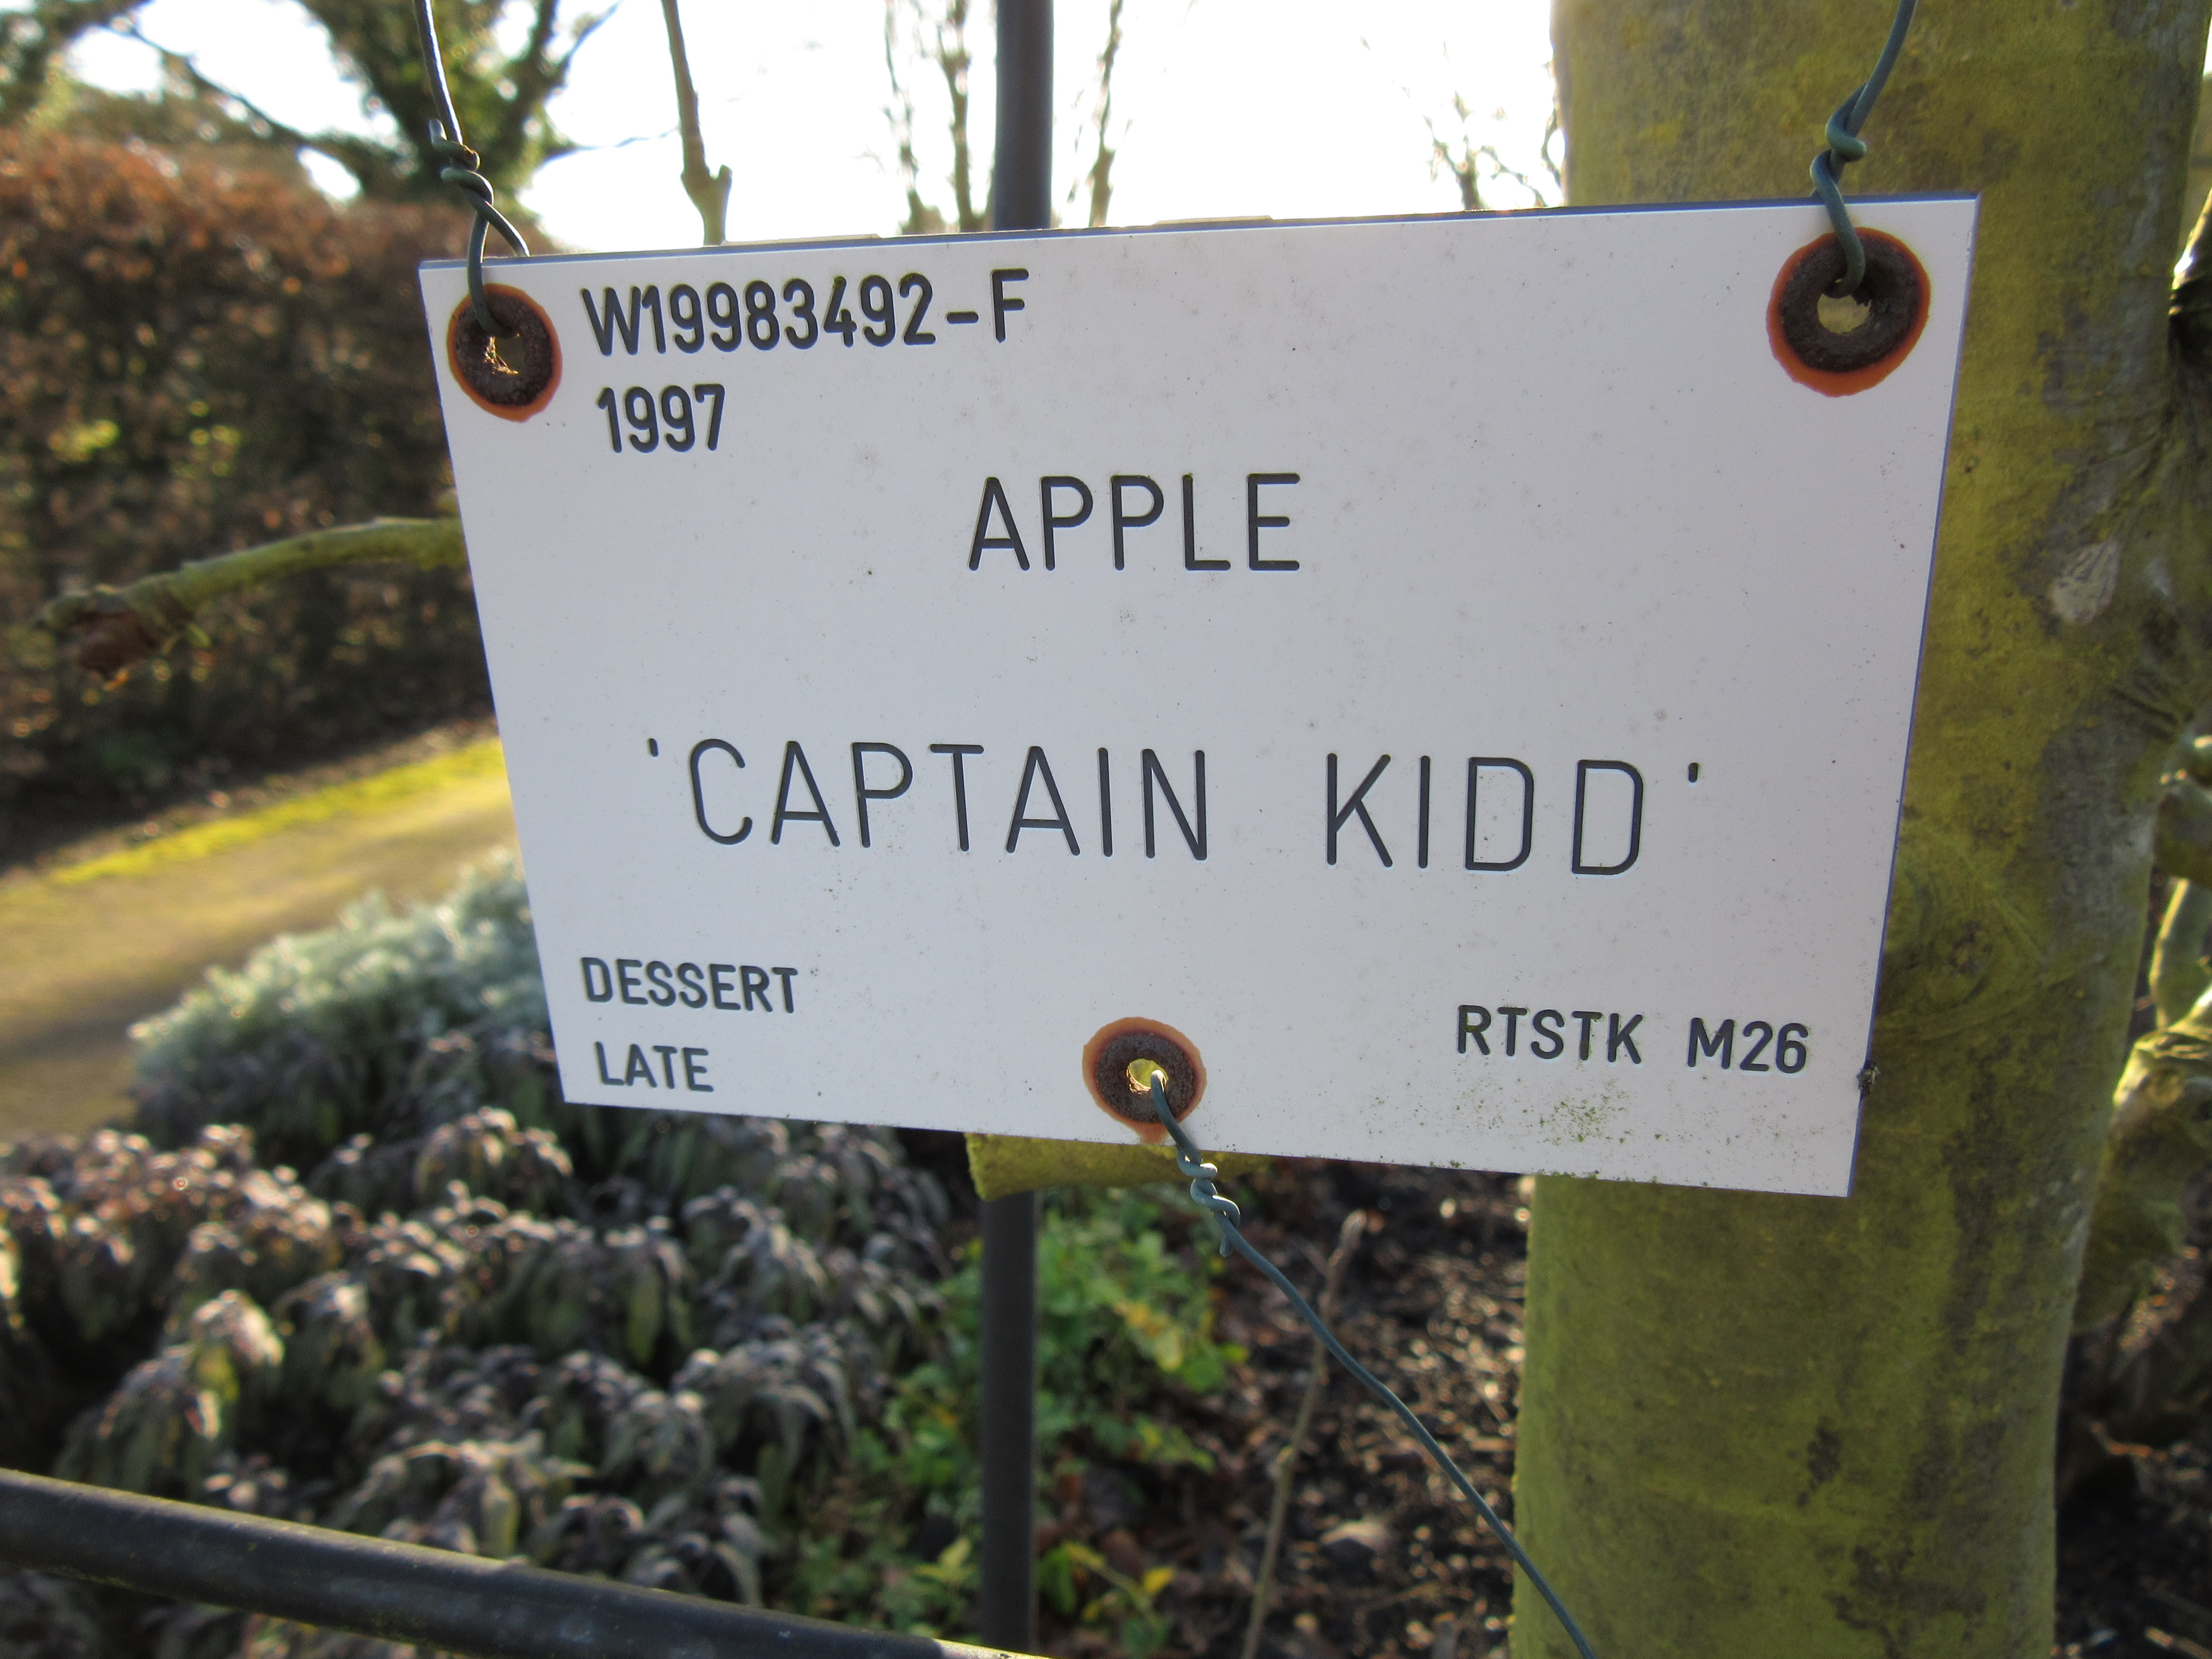 W19983492-F
1997
APPLE
'CAPTAIN KIDD'
DESSERT
LATE
RTSTK M26